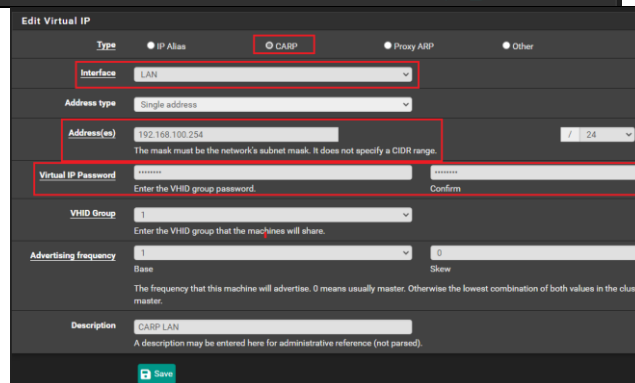 Edit Virtual IP
Type IP Alias CARP Proxy ARP Other
Interface LAN
Address type Single address
Address(es) 192.168.100.254 / 24
The mask must be the network's subnet mask. It does not specify a CIDR range.
Virtual IP Password ******** ********
Enter the VHID group password. Confirm
VHID Group 1
Enter the VHID group that the machines will share.
Advertising frequency 1 0
Base Skew
The frequency that this machine will advertise. 0 means usually master. Otherwise the lowest combination of both values in the clus
master.
Description CARP LAN
A description may be entered here for administrative reference (not parsed).
Save